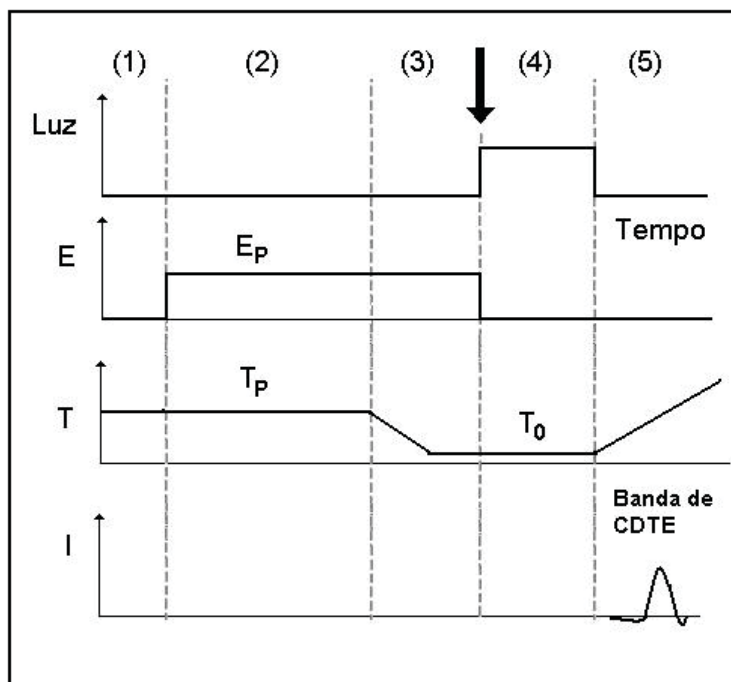 (1) (2) (3) (4) (5)
Luz
Tempo
E
E_P
T
T_P
T_0
Banda de
CDTE
I